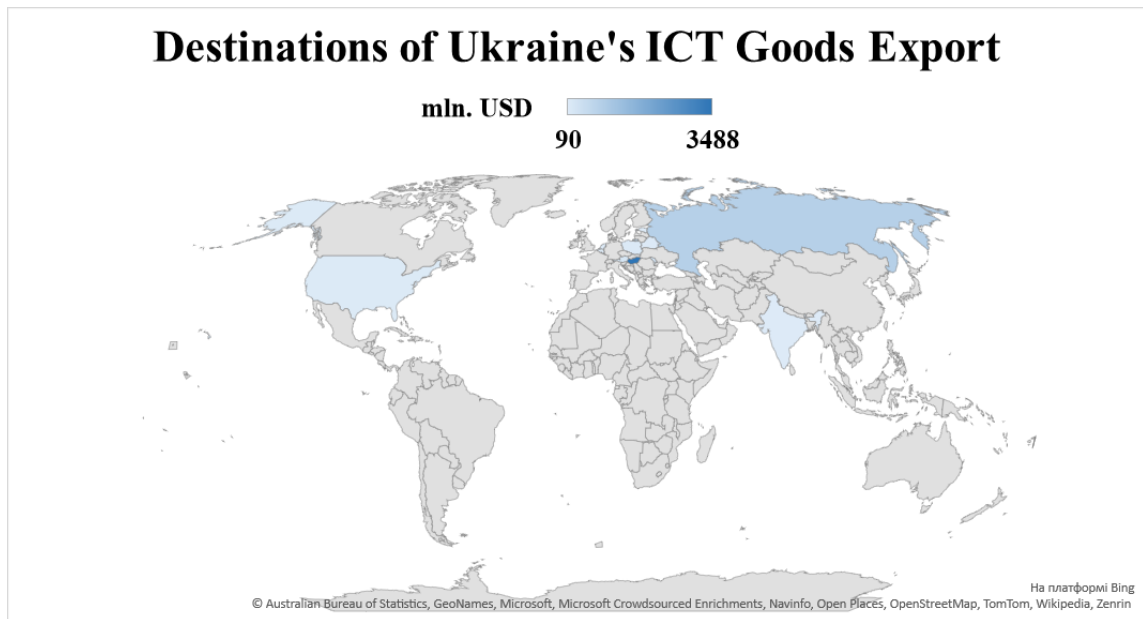 Destinations of Ukraine's ICT Goods Export
mln. USD
90 3488
На платформі Bing
© Australian Bureau of Statistics, GeoNames, Microsoft, Microsoft Crowdsourced Enrichments, Navinfo, Open Places, OpenStreetMap, TomTom, Wikipedia, Zenrin